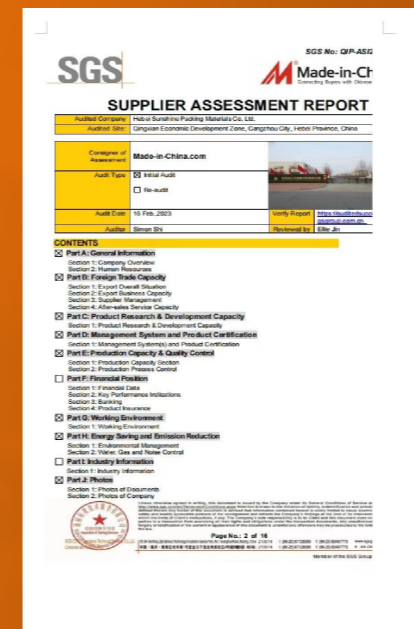 SGS No: QIP-ASI2
SGS
Made-in-Ch
Connecting Buyers with Chinese
SUPPLIER ASSESSMENT REPORT
Audited Company Hebei Sunshine Packing Materials Co. Ltd.
Audited Site: Qingxian Economic Development Zone, Cangzhou City, Hebei Province, China
Consigner of Assessment Made-in-China.com
Audit Type ☒ Initial Audit
☐ Re-audit
Audit Date 16 Feb.,2023 Verify Report
Auditor Simon Shi Reviewed by Ellie Jin
CONTENTS
☒ Part A: General Information
Section 1: Company Overview
Section 2: Human Resources
☒ Part B: Foreign Trade Capacity
Section 1: Export Overall Situation
Section 2: Export Business Capacity
Section 3: Supplier Management
Section 4: After-sales Service Capacity
☒ Part C: Product Research & Development Capacity
Section 1: Product Research & Development Capacity
☒ Part D: Management System and Product Certification
Section 1: Management System(s) and Product Certification
☒ Part E: Production Capacity & Quality Control
Section 1: Production Capacity Section
Section 2: Production Process Control
☐ Part F: Financial Position
Section 1: Financial Data
Section 2: Key Performance Indications
Section 3: Banking
Section 4: Product Insurance
☒ Part G: Working Environment
Section 1: Working Environment
☒ Part H: Energy Saving and Emission Reduction
Section 1: Environmental Management
Section 2: Water, Gas and Noise Control
☐ Part I: Industry Information
Section 1: Industry Information
☒ Part J: Photos
Section 1: Photos of Documents
Section 2: Photos of Company
Page No.: 2 of 16
Member of the SGS Group